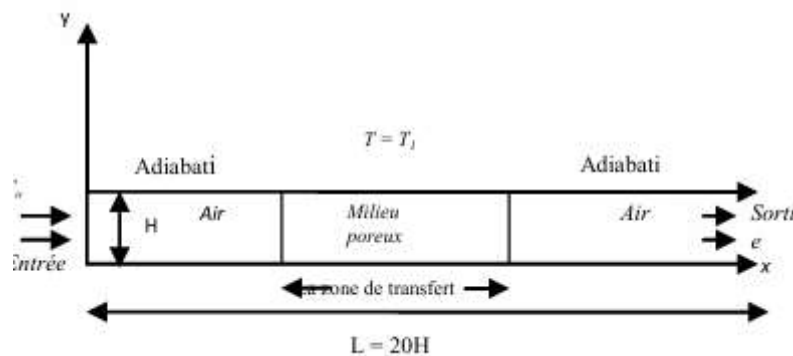 y
T = T₁
Adiabati
Adiabati
Air
H
Milieu
poreux
Air
Sorti
e
x
Entrée
zone de transfert
L = 20H